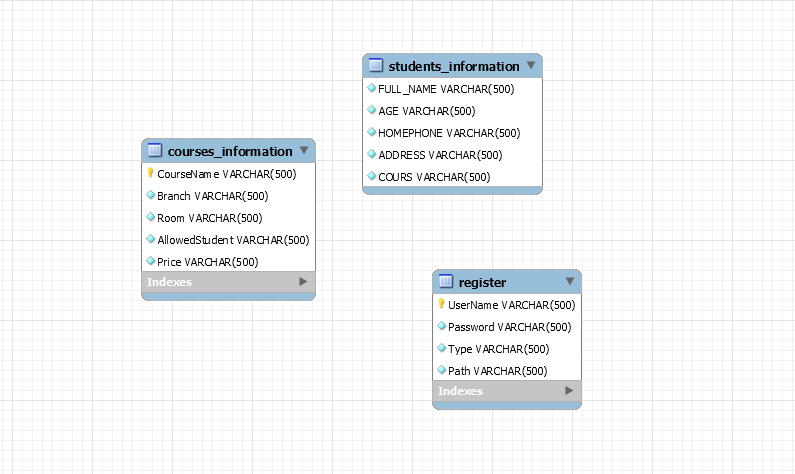 students_information
FULL_NAME VARCHAR(500)
AGE VARCHAR(500)
HOMEPHONE VARCHAR(500)
ADDRESS VARCHAR(500)
COURS VARCHAR(500)
courses_information
CourseName VARCHAR(500)
Branch VARCHAR(500)
Room VARCHAR(500)
AllowedStudent VARCHAR(500)
Price VARCHAR(500)
Indexes
register
UserName VARCHAR(500)
Password VARCHAR(500)
Type VARCHAR(500)
Path VARCHAR(500)
Indexes